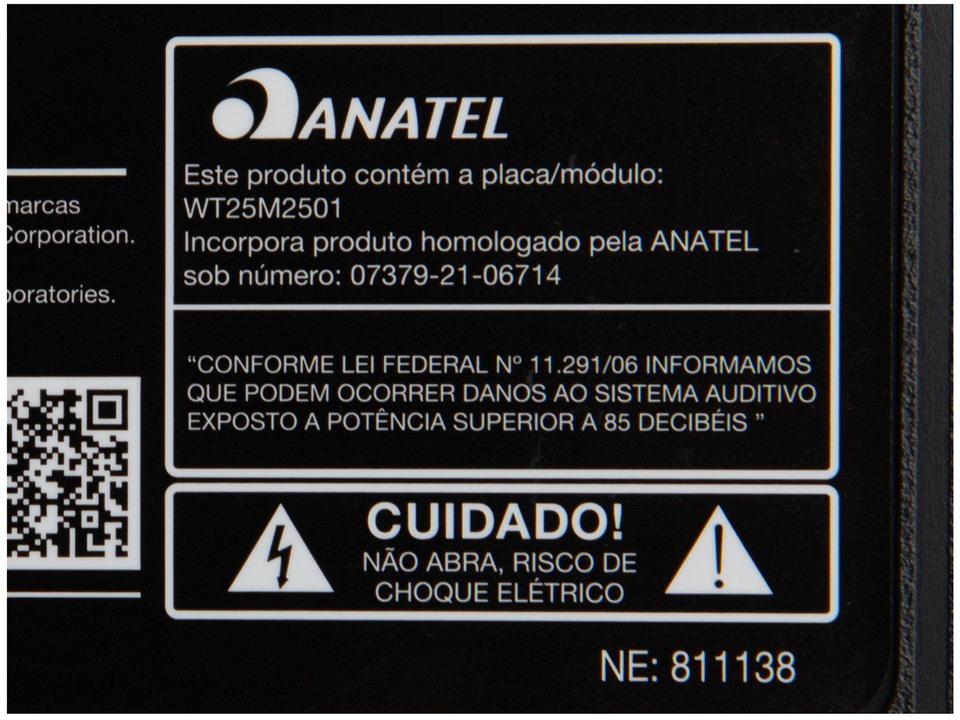 marcas
Corporation.
boratories.
ANATEL
Este produto contém a placa/módulo:
WT25M2501
Incorpora produto homologado pela ANATEL
sob número: 07379-21-06714
“CONFORME LEI FEDERAL Nº 11.291/06 INFORMAMOS
QUE PODEM OCORRER DANOS AO SISTEMA AUDITIVO
EXPOSTO A POTÊNCIA SUPERIOR A 85 DECIBÉIS ”
CUIDADO!
NÃO ABRA, RISCO DE
CHOQUE ELÉTRICO
NE: 811138